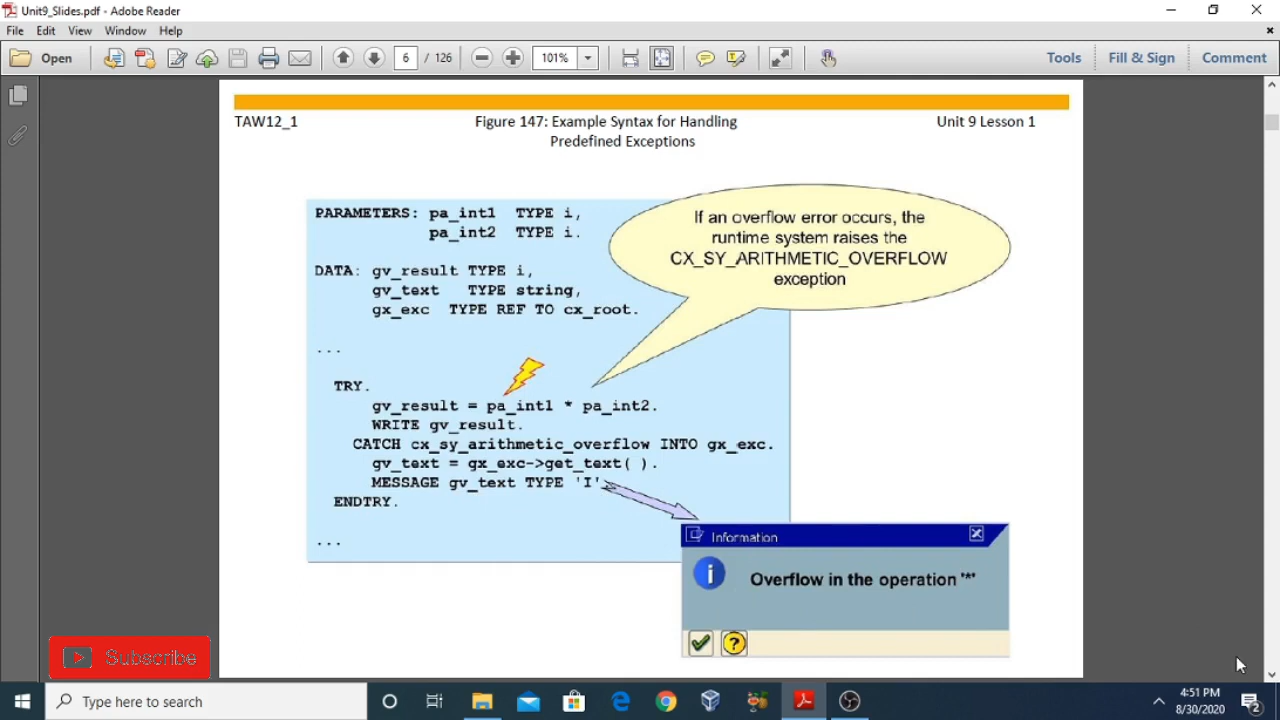 Unit9_Slides.pdf - Adobe Reader
File Edit View Window Help
Open 6 / 126 101% Tools Fill & Sign Comment
TAW12_1 Figure 147: Example Syntax for Handling Unit 9 Lesson 1
Predefined Exceptions
PARAMETERS: pa_int1 TYPE i,
pa_int2 TYPE i.
DATA: gv_result TYPE i,
gv_text TYPE string,
gx_exc TYPE REF TO cx_root.
...
TRY.
gv_result = pa_int1 * pa_int2.
WRITE gv_result.
CATCH cx_sy_arithmetic_overflow INTO gx_exc.
gv_text = gx_exc->get_text( ).
MESSAGE gv_text TYPE 'I'.
ENDTRY.
...
If an overflow error occurs, the
runtime system raises the
CX_SY_ARITHMETIC_OVERFLOW
exception
Information
Overflow in the operation '*'
Subscribe
Type here to search
4:51 PM
8/30/2020
2